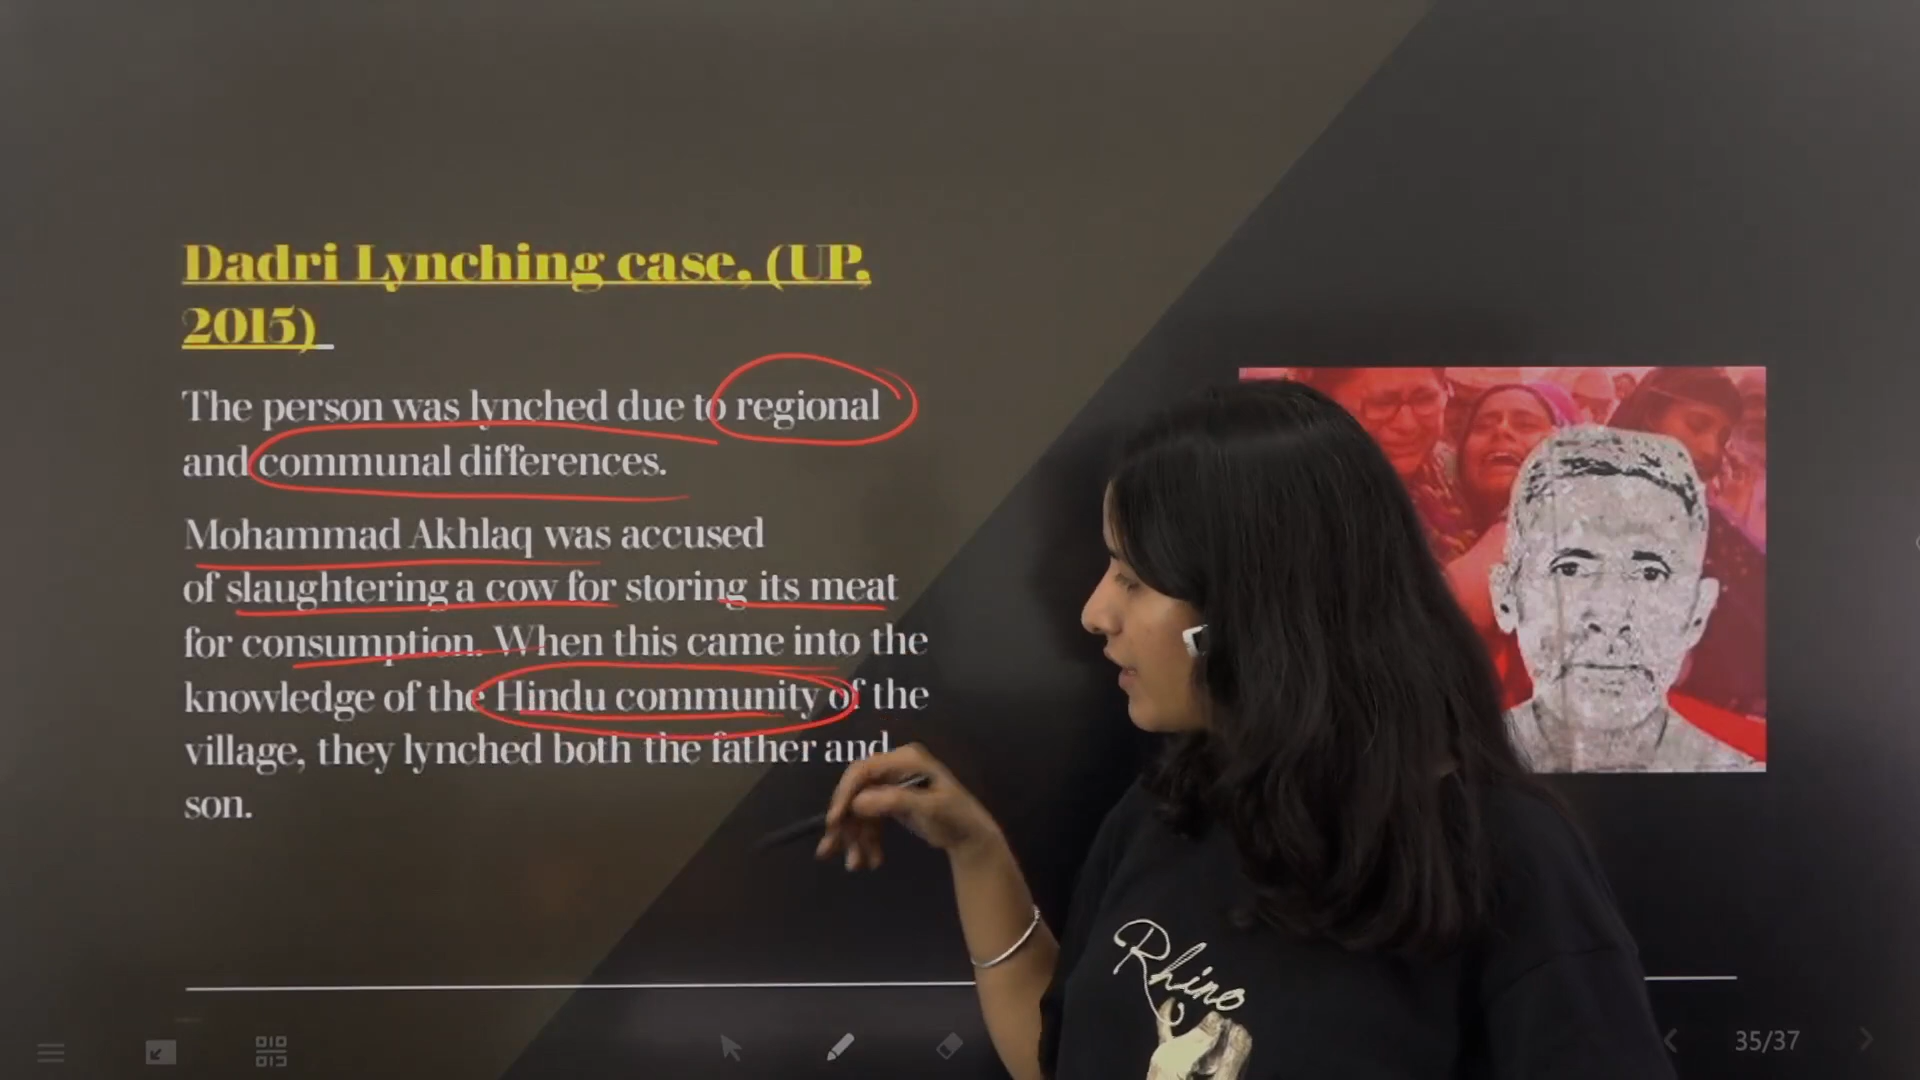 Dadri Lynching case, (UP,
2015)
The person was lynched due to regional
and communal differences.
Mohammad Akhlaq was accused
of slaughtering a cow for storing its meat
for consumption. When this came into the
knowledge of the Hindu community of the
village, they lynched both the father and
son.
Rhino
35/37